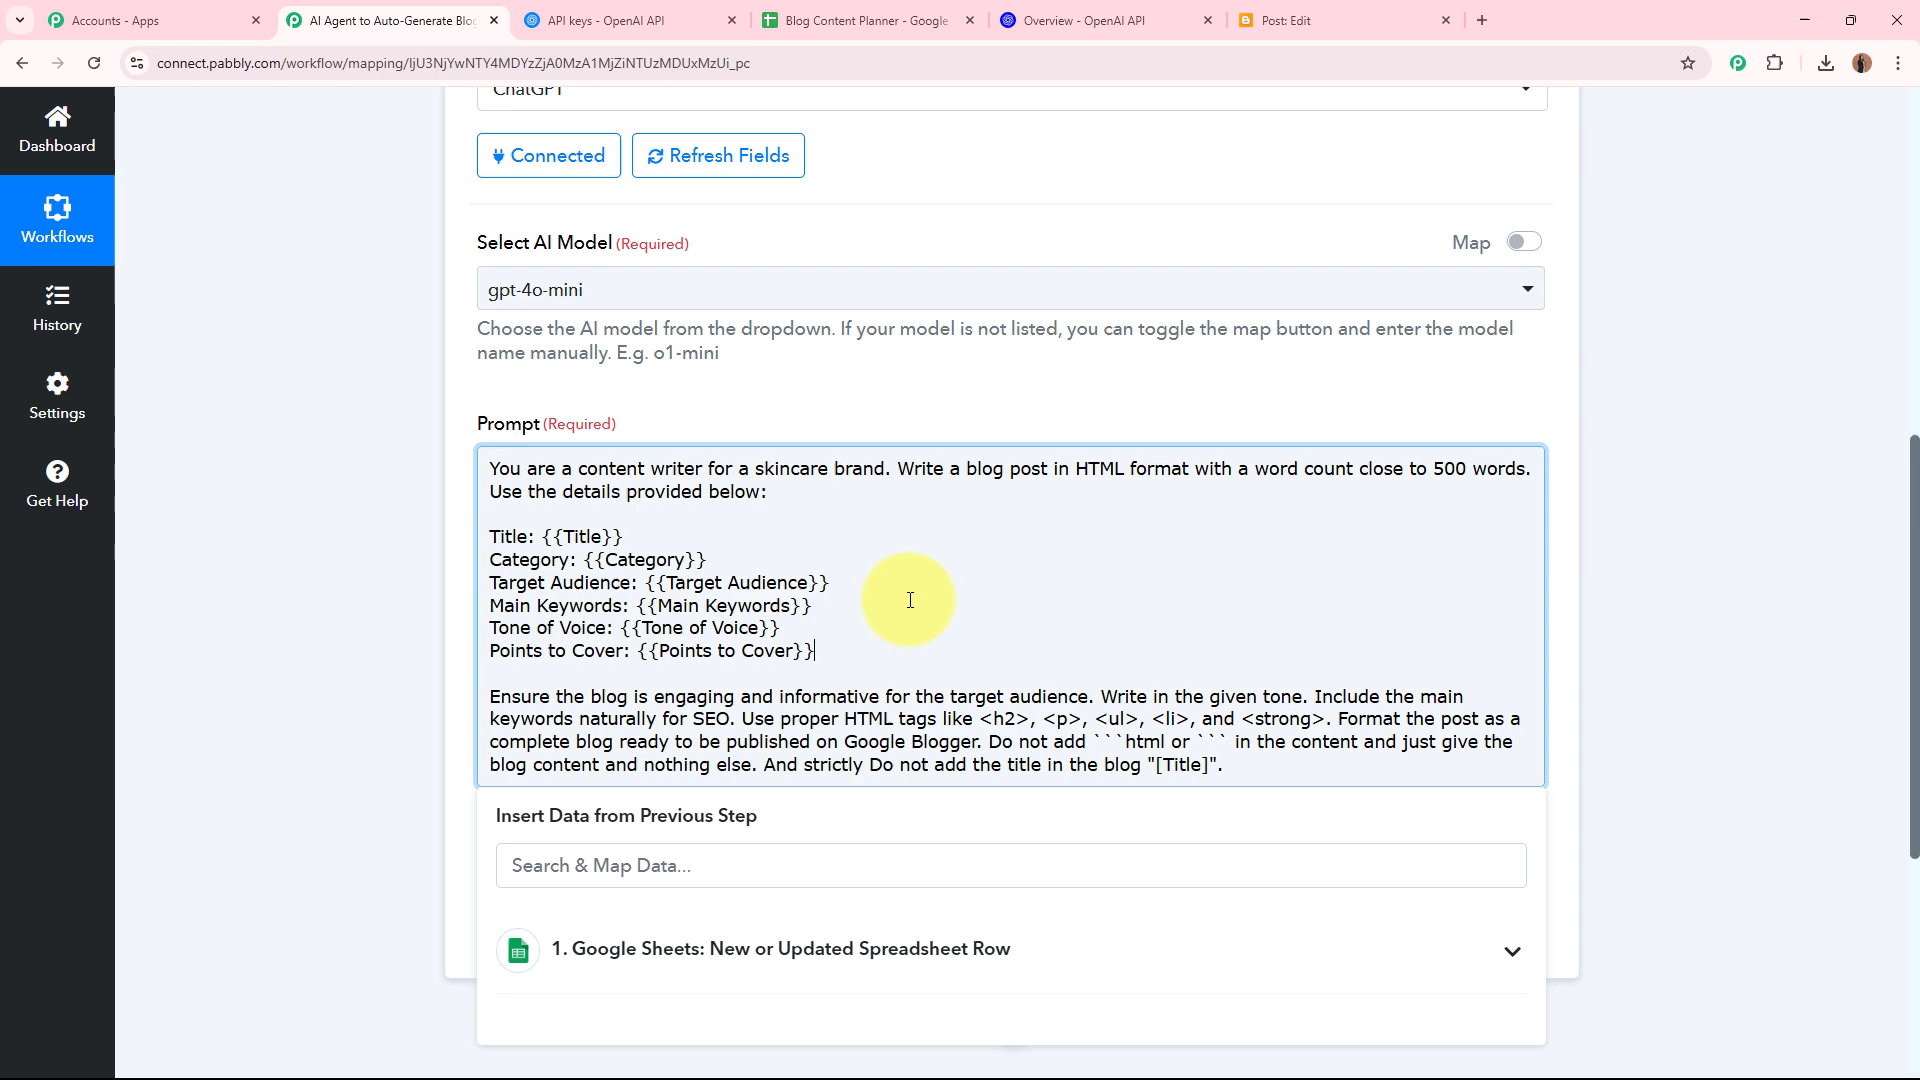 Accounts - Apps
AI Agent to Auto-Generate Blog
API keys - OpenAI API
Blog Content Planner - Google
Overview - OpenAI API
Post: Edit
connect.pabbly.com/workflow/mapping/IjU3NjYwNTY4MDYzZjA0MzA1MjZiNTUzMDUxMzUi_pc
Dashboard
Workflows
History
Settings
Get Help
ChatGPT
Connected
Refresh Fields
Select AI Model (Required)
Map
gpt-4o-mini
Choose the AI model from the dropdown. If your model is not listed, you can toggle the map button and enter the model
name manually. E.g. o1-mini
Prompt (Required)
You are a content writer for a skincare brand. Write a blog post in HTML format with a word count close to 500 words.
Use the details provided below:
Title: {{Title}}
Category: {{Category}}
Target Audience: {{Target Audience}}
Main Keywords: {{Main Keywords}}
Tone of Voice: {{Tone of Voice}}
Points to Cover: {{Points to Cover}}
Ensure the blog is engaging and informative for the target audience. Write in the given tone. Include the main
keywords naturally for SEO. Use proper HTML tags like <h2>, <p>, <ul>, <li>, and <strong>. Format the post as a
complete blog ready to be published on Google Blogger. Do not add ```html or ``` in the content and just give the
blog content and nothing else. And strictly Do not add the title in the blog "[Title]".
Insert Data from Previous Step
Search & Map Data...
1. Google Sheets: New or Updated Spreadsheet Row